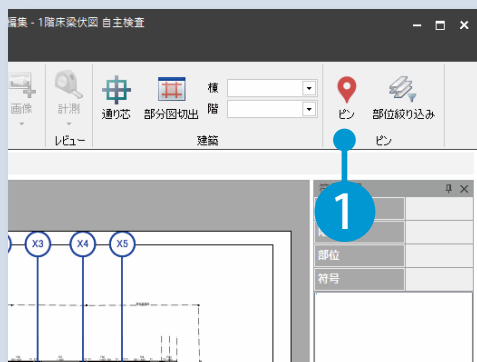 編集 - 1階床梁伏図 自主検査
画像
計測
通り芯
部分図切出
棟
階
ピン
部位絞り込み
レビュー
建築
ピン
1
部位
符号
X3
X4
X5